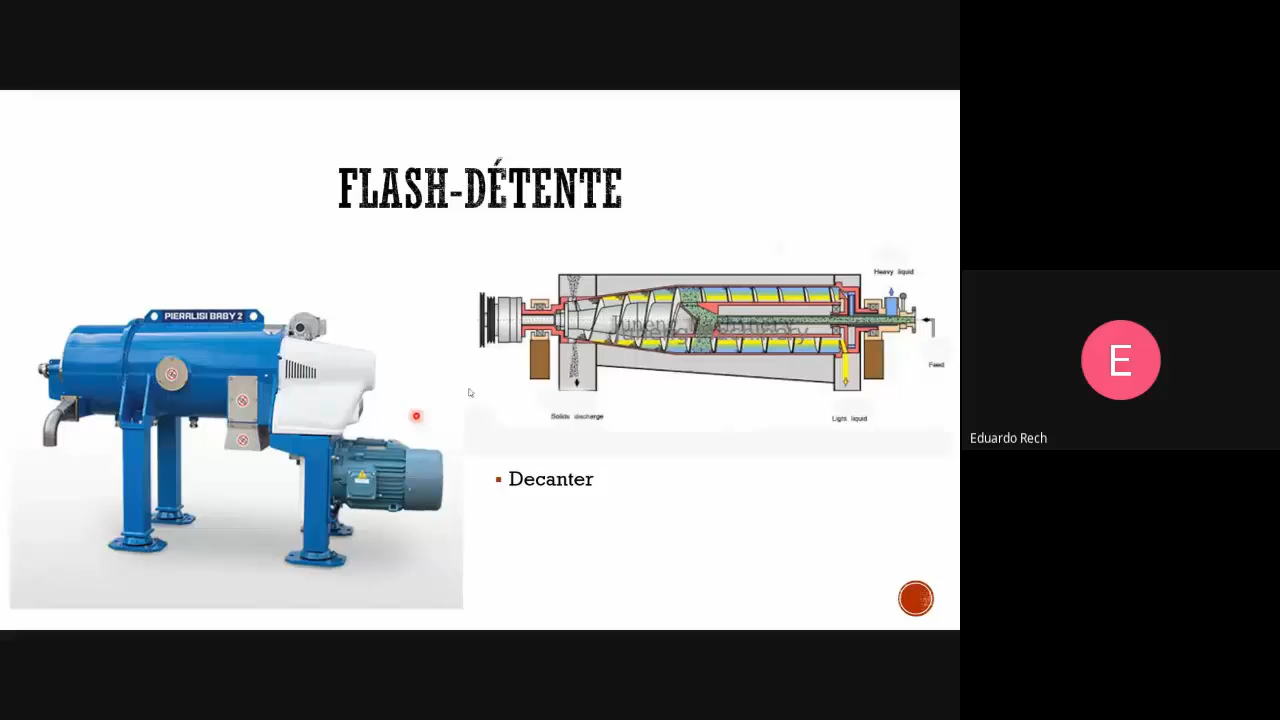 FLASH-DÉTENTE
PIERALISI BABY 2
Heavy liquid
Feed
Solids discharge
Light liquid
Decanter
E
Eduardo Rech